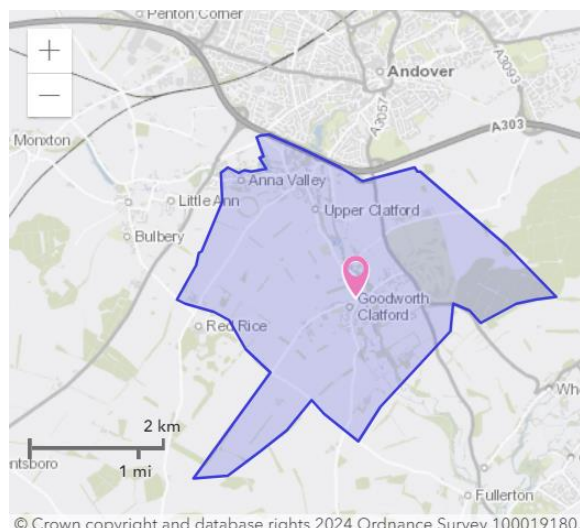 Penton Corner
+
−
Andover
A3093
A3057
A303
Monxton
Anna Valley
Little Ann
Upper Clatford
Bulbery
Goodworth
Clatford
Red Rice
2 km
1 mi
Whe
ntsboro
Fullerton
© Crown copyright and database rights 2024 Ordnance Survey 100019180